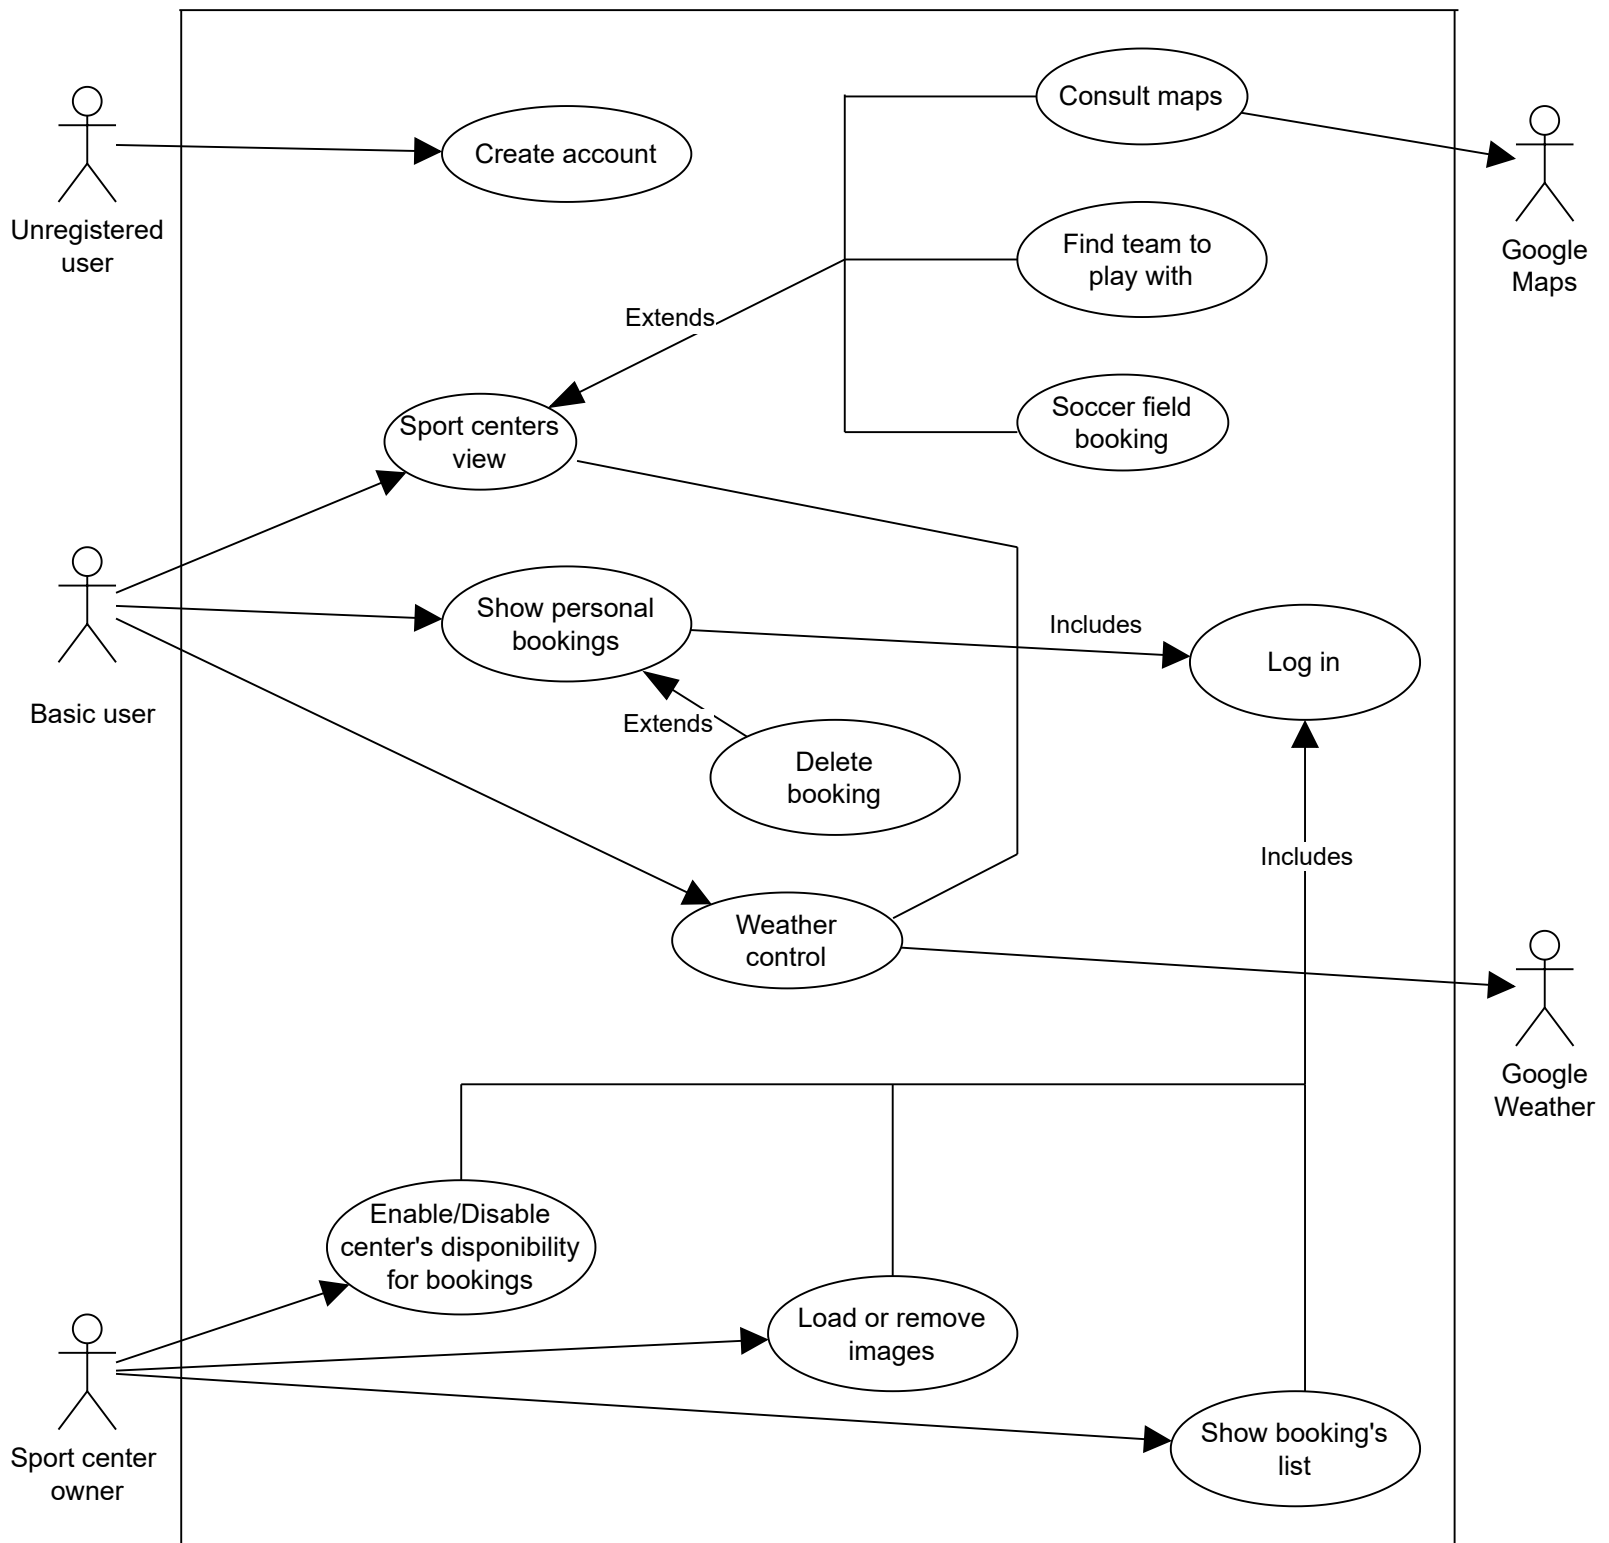 Consult maps
Create account
Unregistered
user
Find team to
play with
Google
Maps
Extends
Soccer field
booking
Sport centers
view
Show personal
bookings
Includes
Log in
Basic user
Extends
Delete
booking
Includes
Weather
control
Google
Weather
Enable/Disable
center's disponibility
for bookings
Load or remove
images
Show booking's
list
Sport center
owner